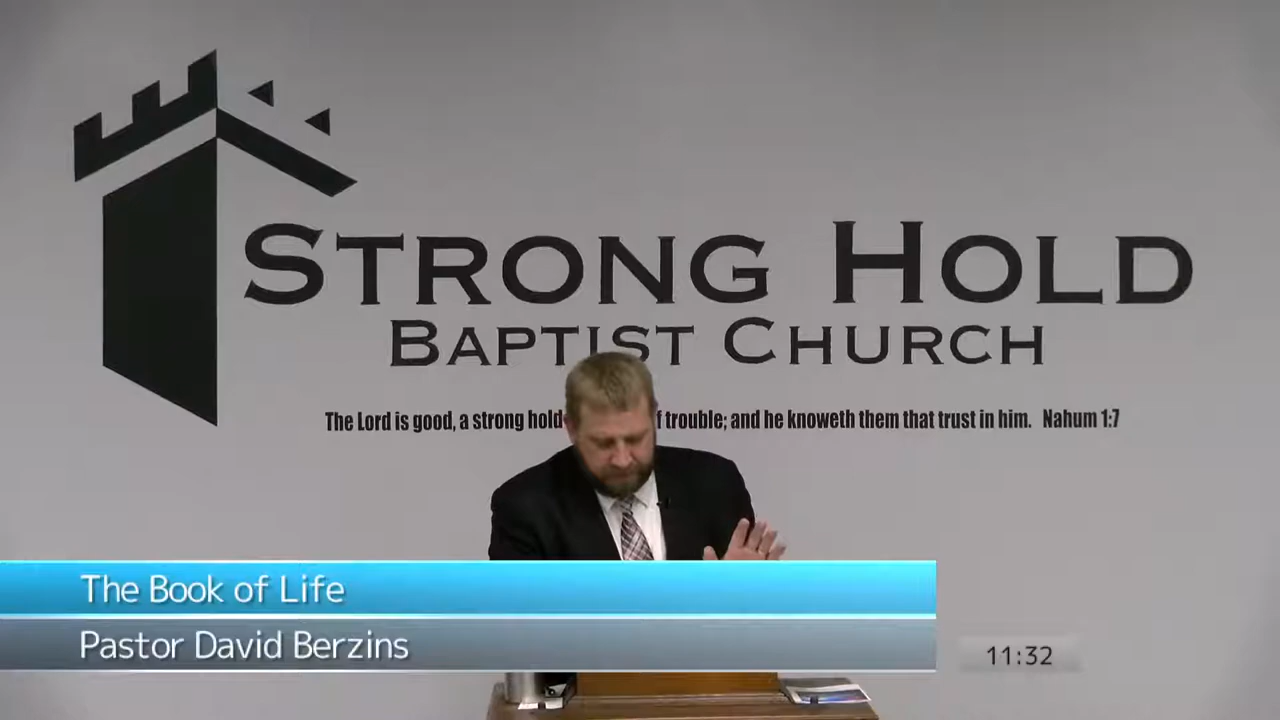 STRONG HOLD
BAPTIST CHURCH
The Lord is good, a strong hold f trouble; and he knoweth them that trust in him. Nahum 1:7
The Book of Life
Pastor David Berzins
11:32